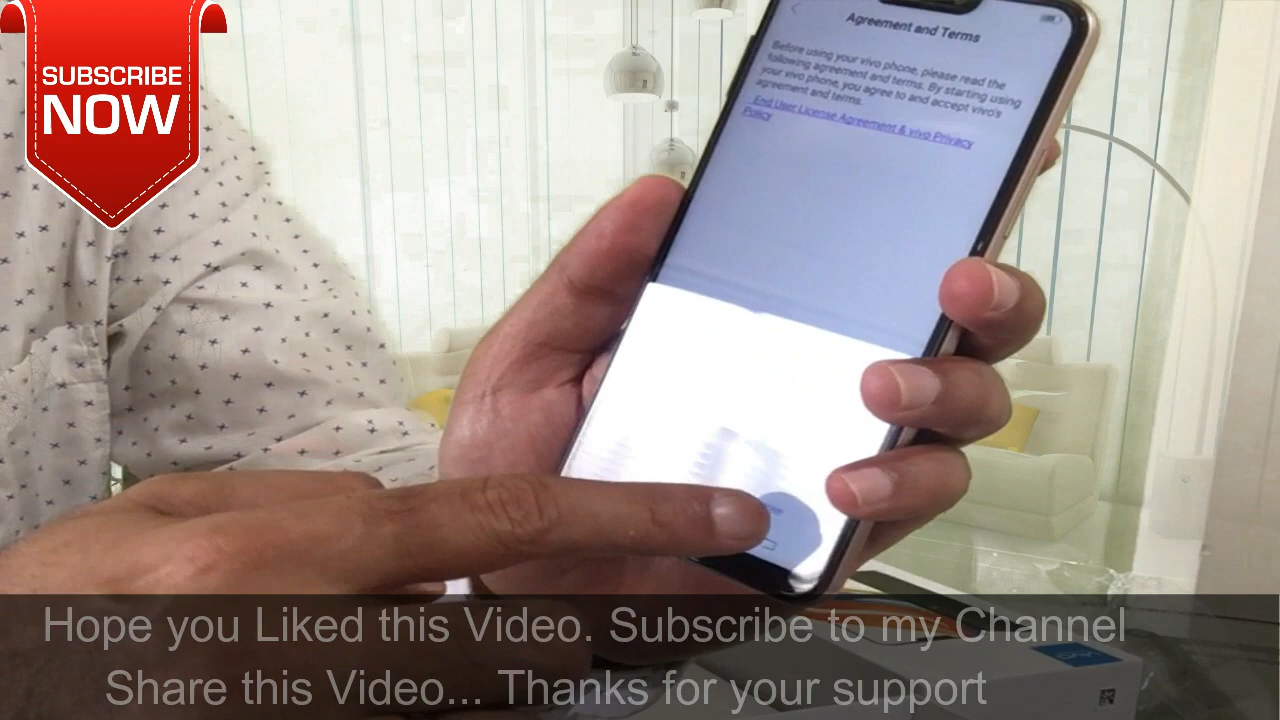 SUBSCRIBE
NOW
Agreement and Terms
Before using your vivo phone, please read the
following agreement and terms. By starting using
your vivo phone, you agree to and accept vivo's
agreement and terms.
End User License Agreement & vivo Privacy
Policy
Hope you Liked this Video. Subscribe to my Channel
Share this Video... Thanks for your support